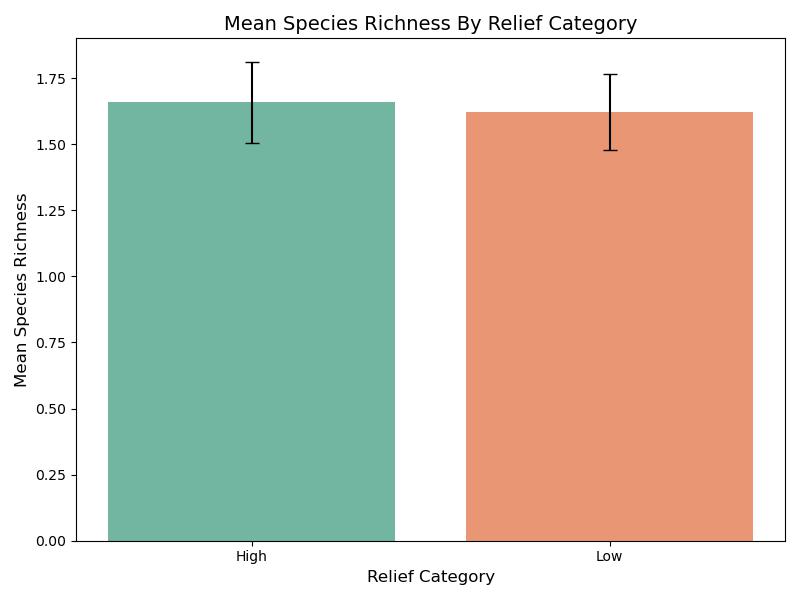 Mean Species Richness By Relief Category
Mean Species Richness
1.75
1.50
1.25
1.00
0.75
0.50
0.25
0.00
High
Low
Relief Category